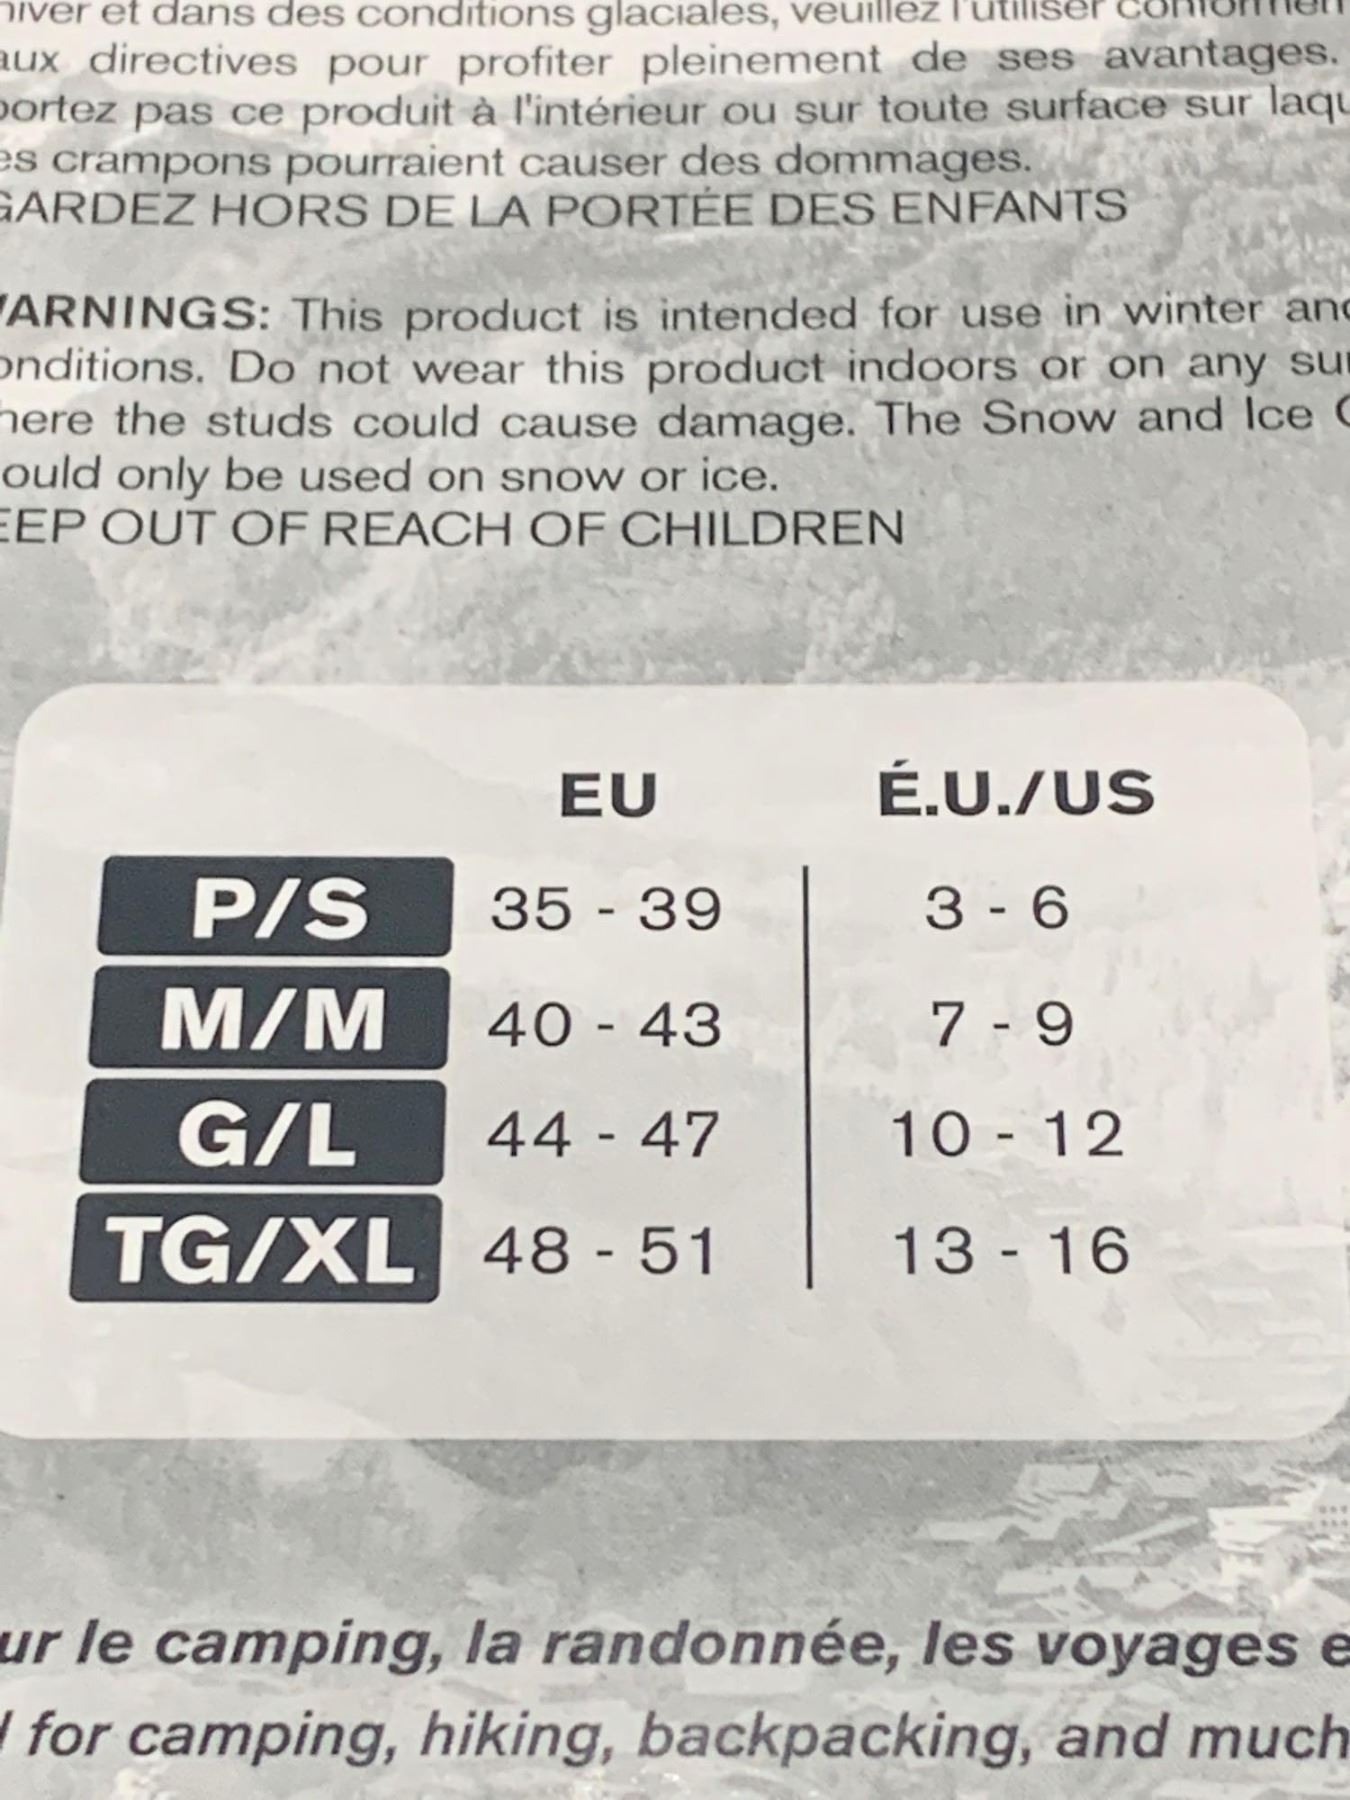 hiver et dans des conditions glaciales, veuillez l'utiliser
aux directives pour profiter pleinement de ses avantages.
portez pas ce produit à l'intérieur ou sur toute surface sur
es crampons pourraient causer des dommages.
GARDEZ HORS DE LA PORTÉE DES ENFANTS
WARNINGS: This product is intended for use in winter and
onditions. Do not wear this product indoors or on any
here the studs could cause damage. The Snow and Ice
ould only be used on snow or ice.
EEP OUT OF REACH OF CHILDREN
EU É.U./US
P/S 35 - 39 3 - 6
M/M 40 - 43 7 - 9
G/L 44 - 47 10 - 12
TG/XL 48 - 51 13 - 16
ur le camping, la randonnée, les voyages
for camping, hiking, backpacking, and much